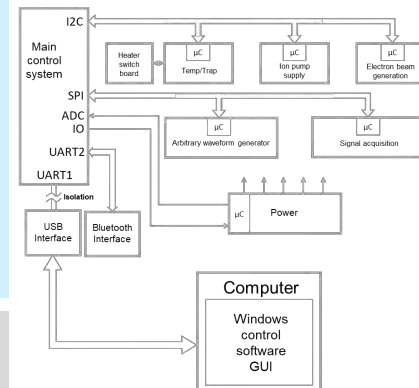 I2C
Main
control
system
SPI
ADC
IO
UART2
UART1
Heater
switch
board
µC
Temp/Trap
µC
Ion pump
supply
µC
Electron beam
generation
µC
Arbitrary waveform generator
µC
Signal acquisition
Isolation
USB
Interface
Bluetooth
Interface
µC
Power
Computer
Windows
control
software
GUI